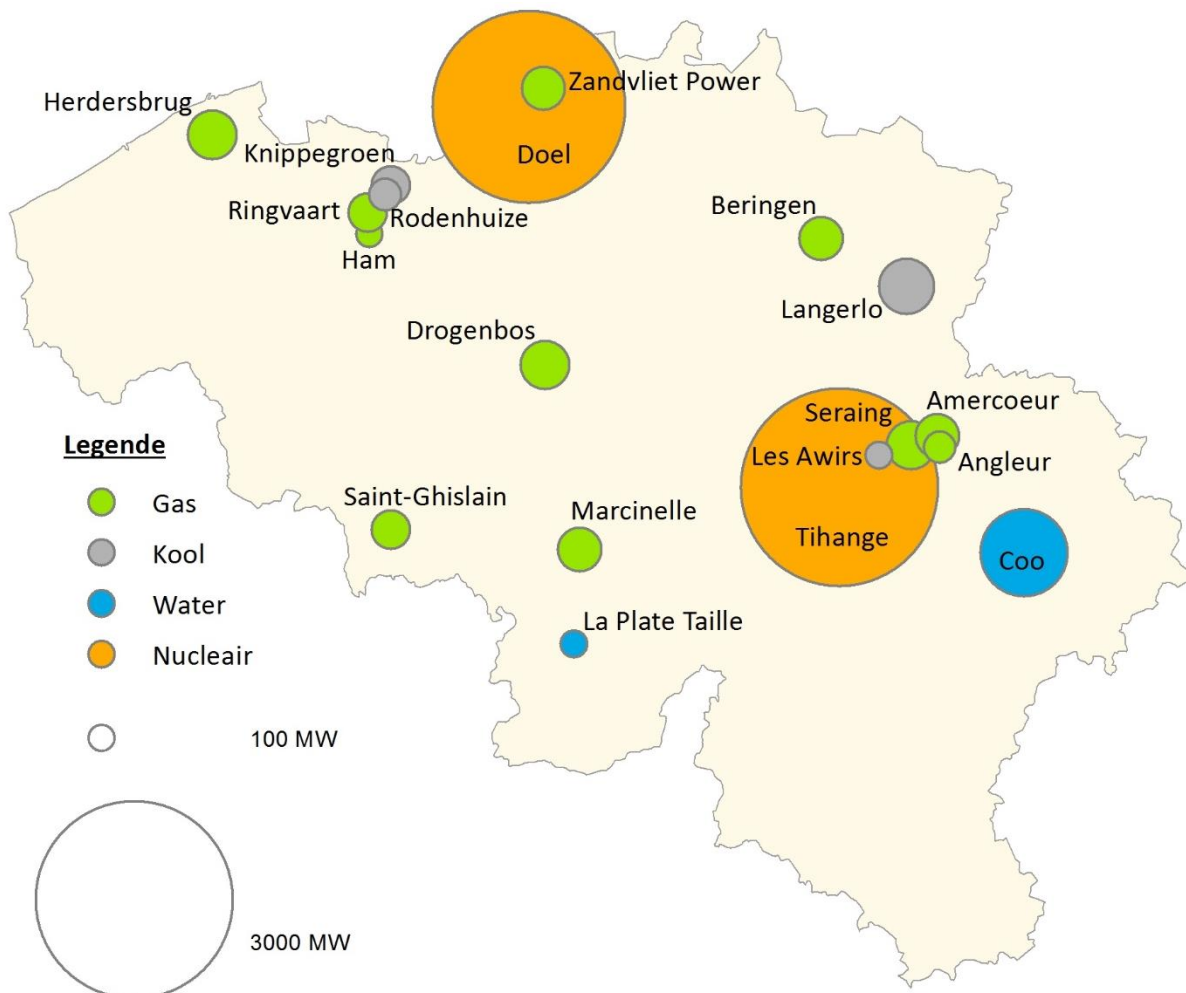 Zandvliet Power
Herdersbrug
Doel
Knippegroen
Ringvaart
Rodenhuize
Beringen
Ham
Langerlo
Drogenbos
Seraing
Amercoeur
Legende
Les Awirs
Angleur
Gas
Saint-Ghislain
Marcinelle
Tihange
Kool
Coo
Water
La Plate Taille
Nucleair
100 MW
3000 MW